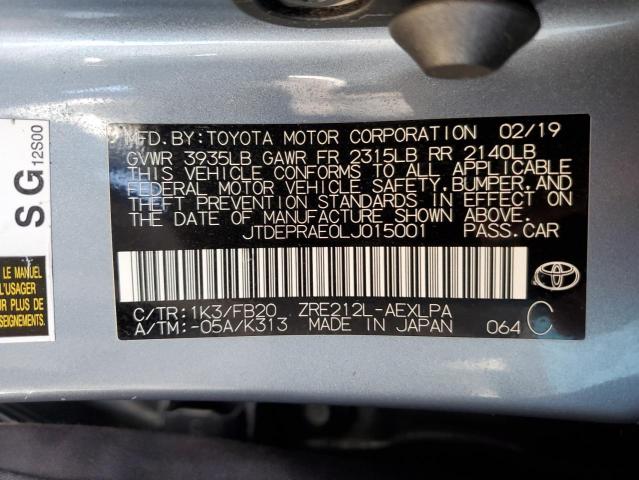 MFD. BY: TOYOTA MOTOR CORPORATION 02/19
GVWR 3935LB GAWR FR 2315LB RR 2140LB
THIS VEHICLE CONFORMS TO ALL APPLICABLE
FEDERAL MOTOR VEHICLE SAFETY, BUMPER, AND
THEFT PREVENTION STANDARDS IN EFFECT ON
THE DATE OF MANUFACTURE SHOWN ABOVE.
JTDEPRAE0LJ015001 PASS.CAR
C/TR: 1K3/FB20 ZRE212L-AEXLPA
A/TM: -05A/K313 MADE IN JAPAN 064 C
SG
12S00
LE MANUEL
L'USAGER
R PLUS DE
SEIGNEMENTS.